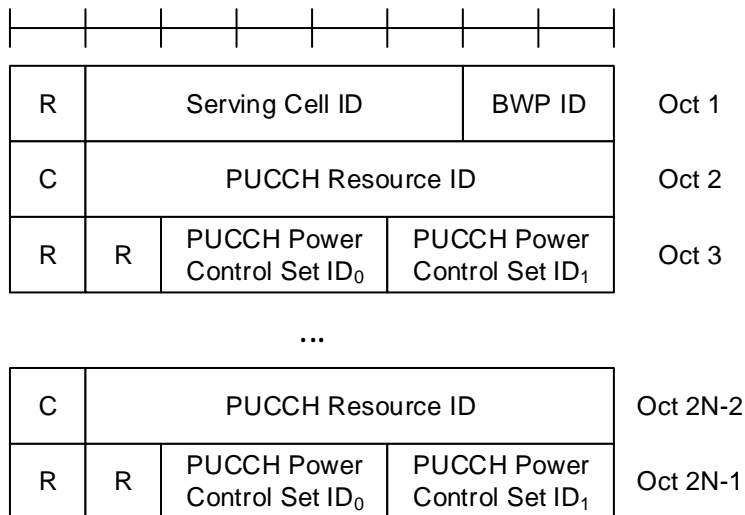 R Serving Cell ID BWP ID Oct 1
C PUCCH Resource ID Oct 2
R R PUCCH Power Control Set ID₀ PUCCH Power Control Set ID₁ Oct 3
...
C PUCCH Resource ID Oct 2N-2
R R PUCCH Power Control Set ID₀ PUCCH Power Control Set ID₁ Oct 2N-1